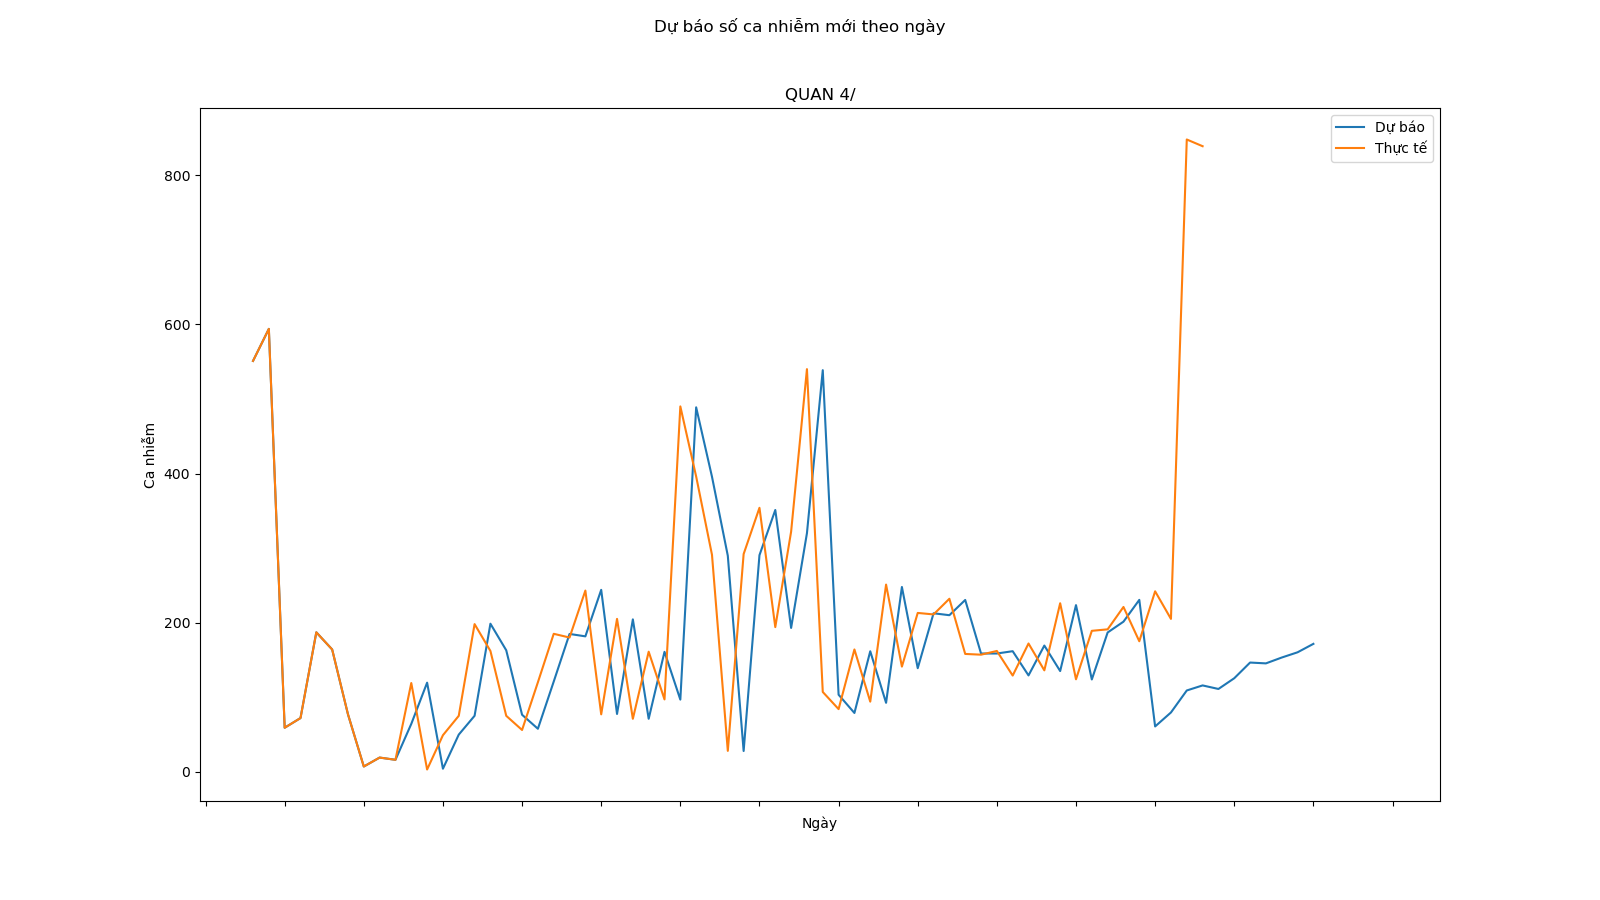 Dự báo số ca nhiễm mới theo ngày
QUAN 4/
Dự báo
Thực tế
800
600
400
200
0
Ca nhiễm
Ngày